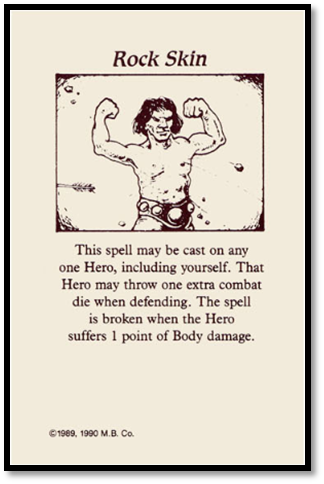 Rock Skin
This spell may be cast on any
one Hero, including yourself. That
Hero may throw one extra combat
die when defending. The spell
is broken when the Hero
suffers 1 point of Body damage.
©1989, 1990 M.B. Co.